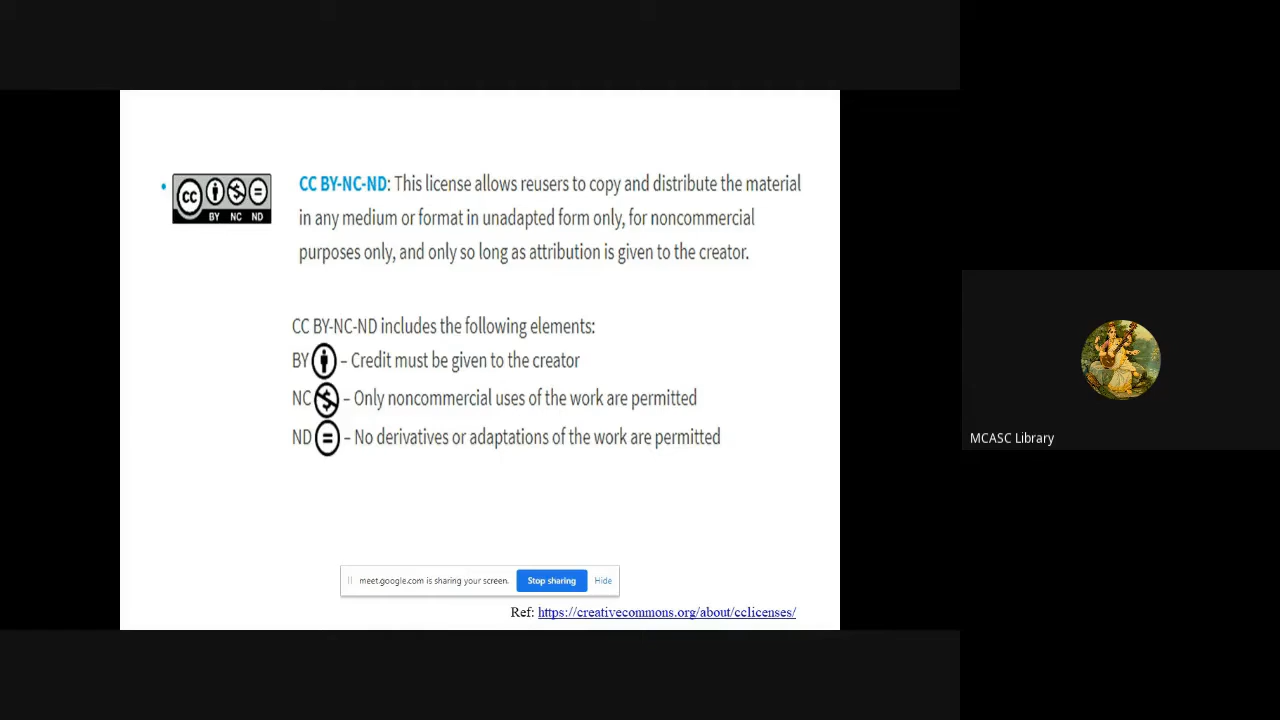 CC BY-NC-ND: This license allows reusers to copy and distribute the material
in any medium or format in unadapted form only, for noncommercial
purposes only, and only so long as attribution is given to the creator.
cc
BY NC ND
CC BY-NC-ND includes the following elements:
BY – Credit must be given to the creator
NC – Only noncommercial uses of the work are permitted
ND – No derivatives or adaptations of the work are permitted
meet.google.com is sharing your screen. Stop sharing Hide
Ref: https://creativecommons.org/about/cclicenses/
MCASC Library